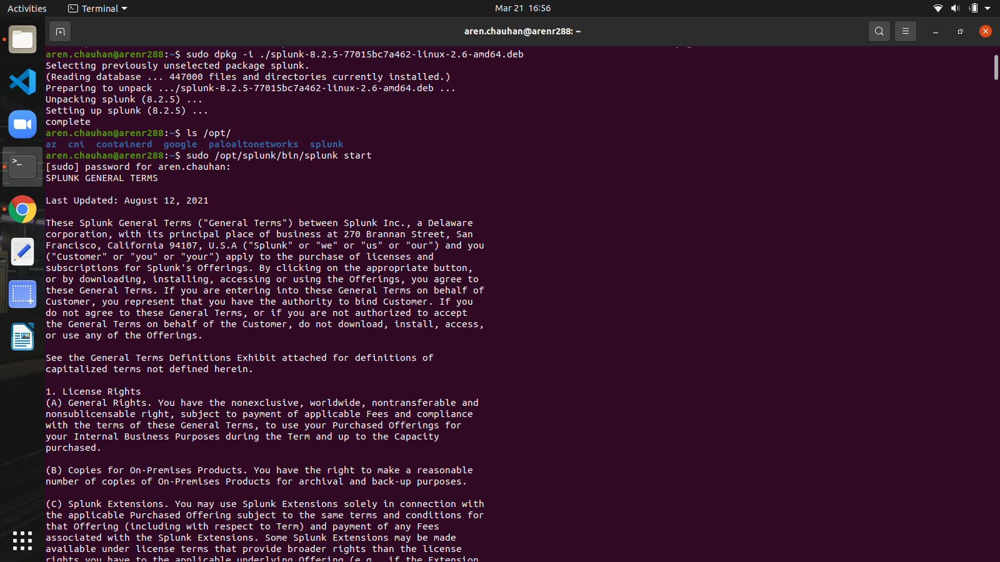 Activities
Terminal
Mar 21 16:56
aren.chauhan@arenr288: ~
aren.chauhan@arenr288:~$ sudo dpkg -i ./splunk-8.2.5-77015bc7a462-linux-2.6-amd64.deb
Selecting previously unselected package splunk.
(Reading database ... 447000 files and directories currently installed.)
Preparing to unpack .../splunk-8.2.5-77015bc7a462-linux-2.6-amd64.deb ...
Unpacking splunk (8.2.5) ...
Setting up splunk (8.2.5) ...
complete
aren.chauhan@arenr288:~$ ls /opt/
az  cni  containerd  google  paloaltonetworks  splunk
aren.chauhan@arenr288:~$ sudo /opt/splunk/bin/splunk start
[sudo] password for aren.chauhan:
SPLUNK GENERAL TERMS
Last Updated: August 12, 2021
These Splunk General Terms ("General Terms") between Splunk Inc., a Delaware
corporation, with its principal place of business at 270 Brannan Street, San
Francisco, California 94107, U.S.A ("Splunk" or "we" or "us" or "our") and you
("Customer" or "you" or "your") apply to the purchase of licenses and
subscriptions for Splunk's Offerings. By clicking on the appropriate button,
or by downloading, installing, accessing or using the Offerings, you agree to
these General Terms. If you are entering into these General Terms on behalf of
Customer, you represent that you have the authority to bind Customer. If you
do not agree to these General Terms, or if you are not authorized to accept
the General Terms on behalf of the Customer, do not download, install, access,
or use any of the Offerings.
See the General Terms Definitions Exhibit attached for definitions of
capitalized terms not defined herein.
1. License Rights
(A) General Rights. You have the nonexclusive, worldwide, nontransferable and
nonsublicensable right, subject to payment of applicable Fees and compliance
with the terms of these General Terms, to use your Purchased Offerings for
your Internal Business Purposes during the Term and up to the Capacity
purchased.
(B) Copies for On-Premises Products. You have the right to make a reasonable
number of copies of On-Premises Products for archival and back-up purposes.
(C) Splunk Extensions. You may use Splunk Extensions solely in connection with
the applicable Purchased Offering subject to the same terms and conditions for
that Offering (including with respect to Term) and payment of any Fees
associated with the Splunk Extensions. Some Splunk Extensions may be made
available under license terms that provide broader rights than the license
rights you have to the applicable underlying Offering (e.g., if the Extension